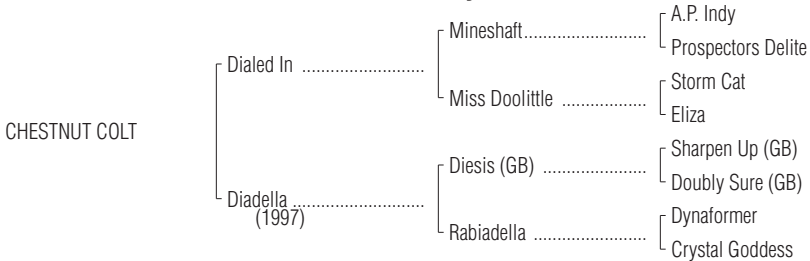 A.P. Indy
Mineshaft........................
Prospectors Delite
Dialed In ........................
Storm Cat
Miss Doolittle .................
Eliza
CHESTNUT COLT
Sharpen Up (GB)
Diesis (GB) .....................
Doubly Sure (GB)
Diadella ..........................
(1997)
Dynaformer
Rabiadella .......................
Crystal Goddess